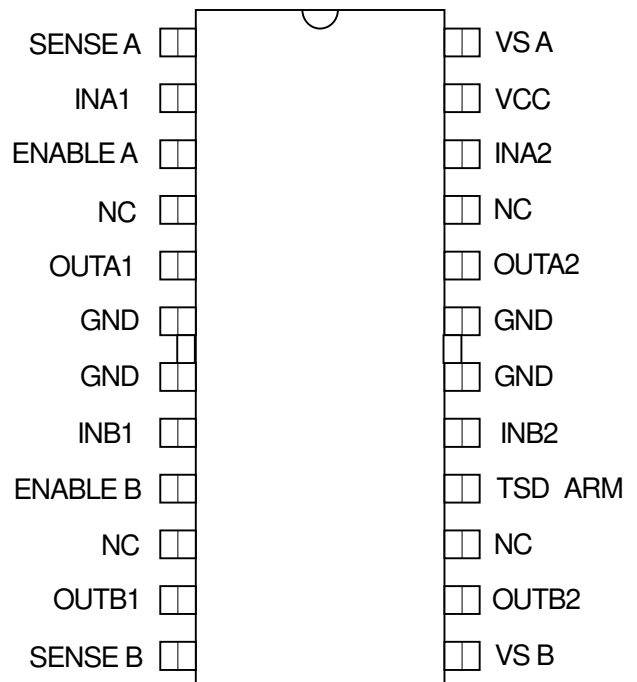 SENSE A VS A
INA1 VCC
ENABLE A INA2
NC NC
OUTA1 OUTA2
GND GND
GND GND
INB1 INB2
ENABLE B TSD ARM
NC NC
OUTB1 OUTB2
SENSE B VS B